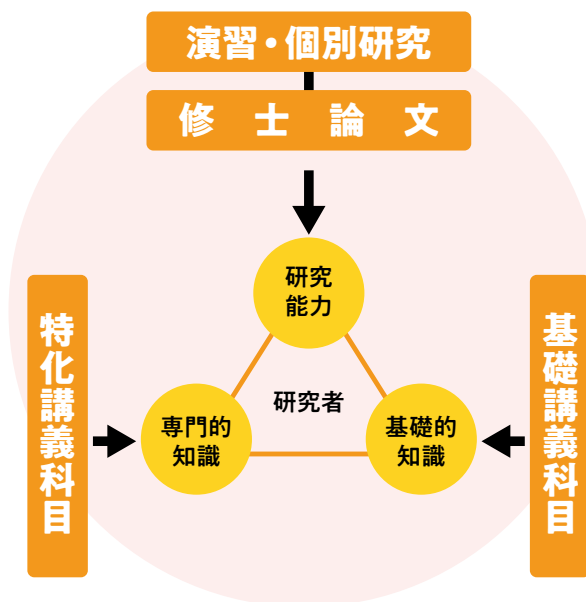 演習・個別研究
修士論文
研究
能力
特化講義科目
研究者
専門的
知識
基礎的
知識
基礎講義科目